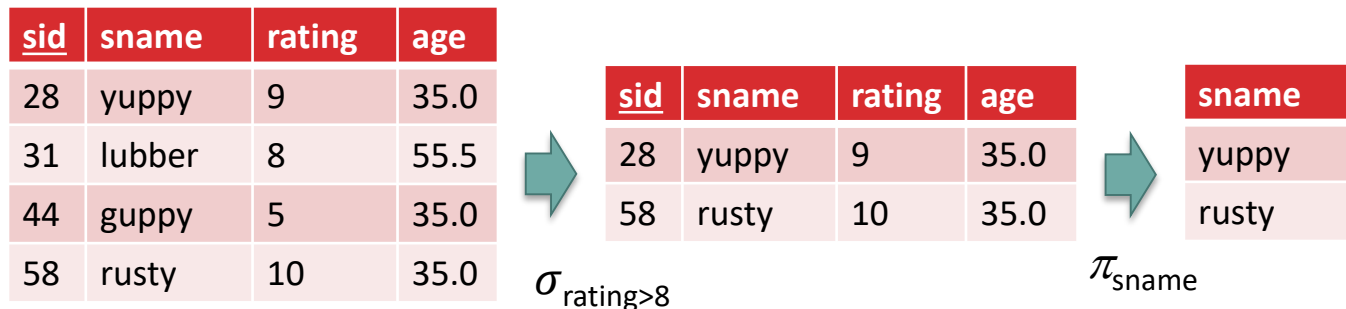 sid sname rating age
28 yuppy 9 35.0
31 lubber 8 55.5
44 guppy 5 35.0
58 rusty 10 35.0
σ rating>8
sid sname rating age
28 yuppy 9 35.0
58 rusty 10 35.0
π sname
sname
yuppy
rusty